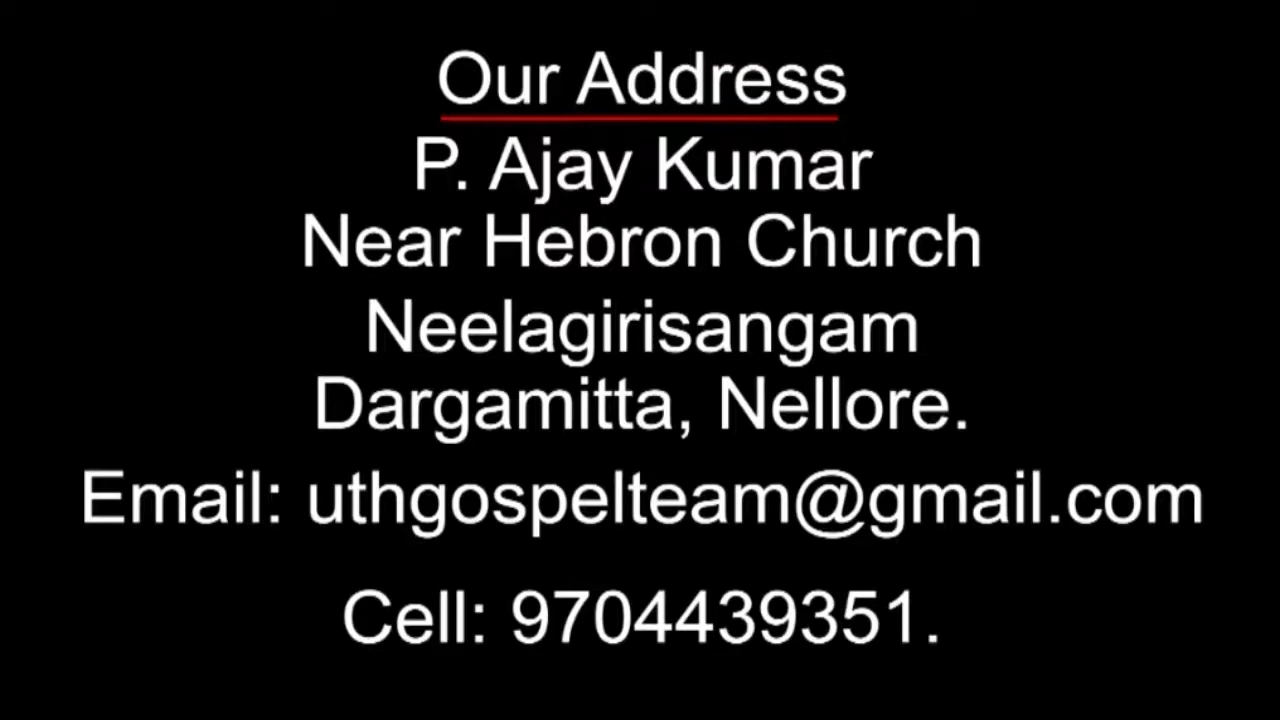 Our Address
P. Ajay Kumar
Near Hebron Church
Neelagirisangam
Dargamitta, Nellore.
Email: uthgospelteam@gmail.com
Cell: 9704439351.